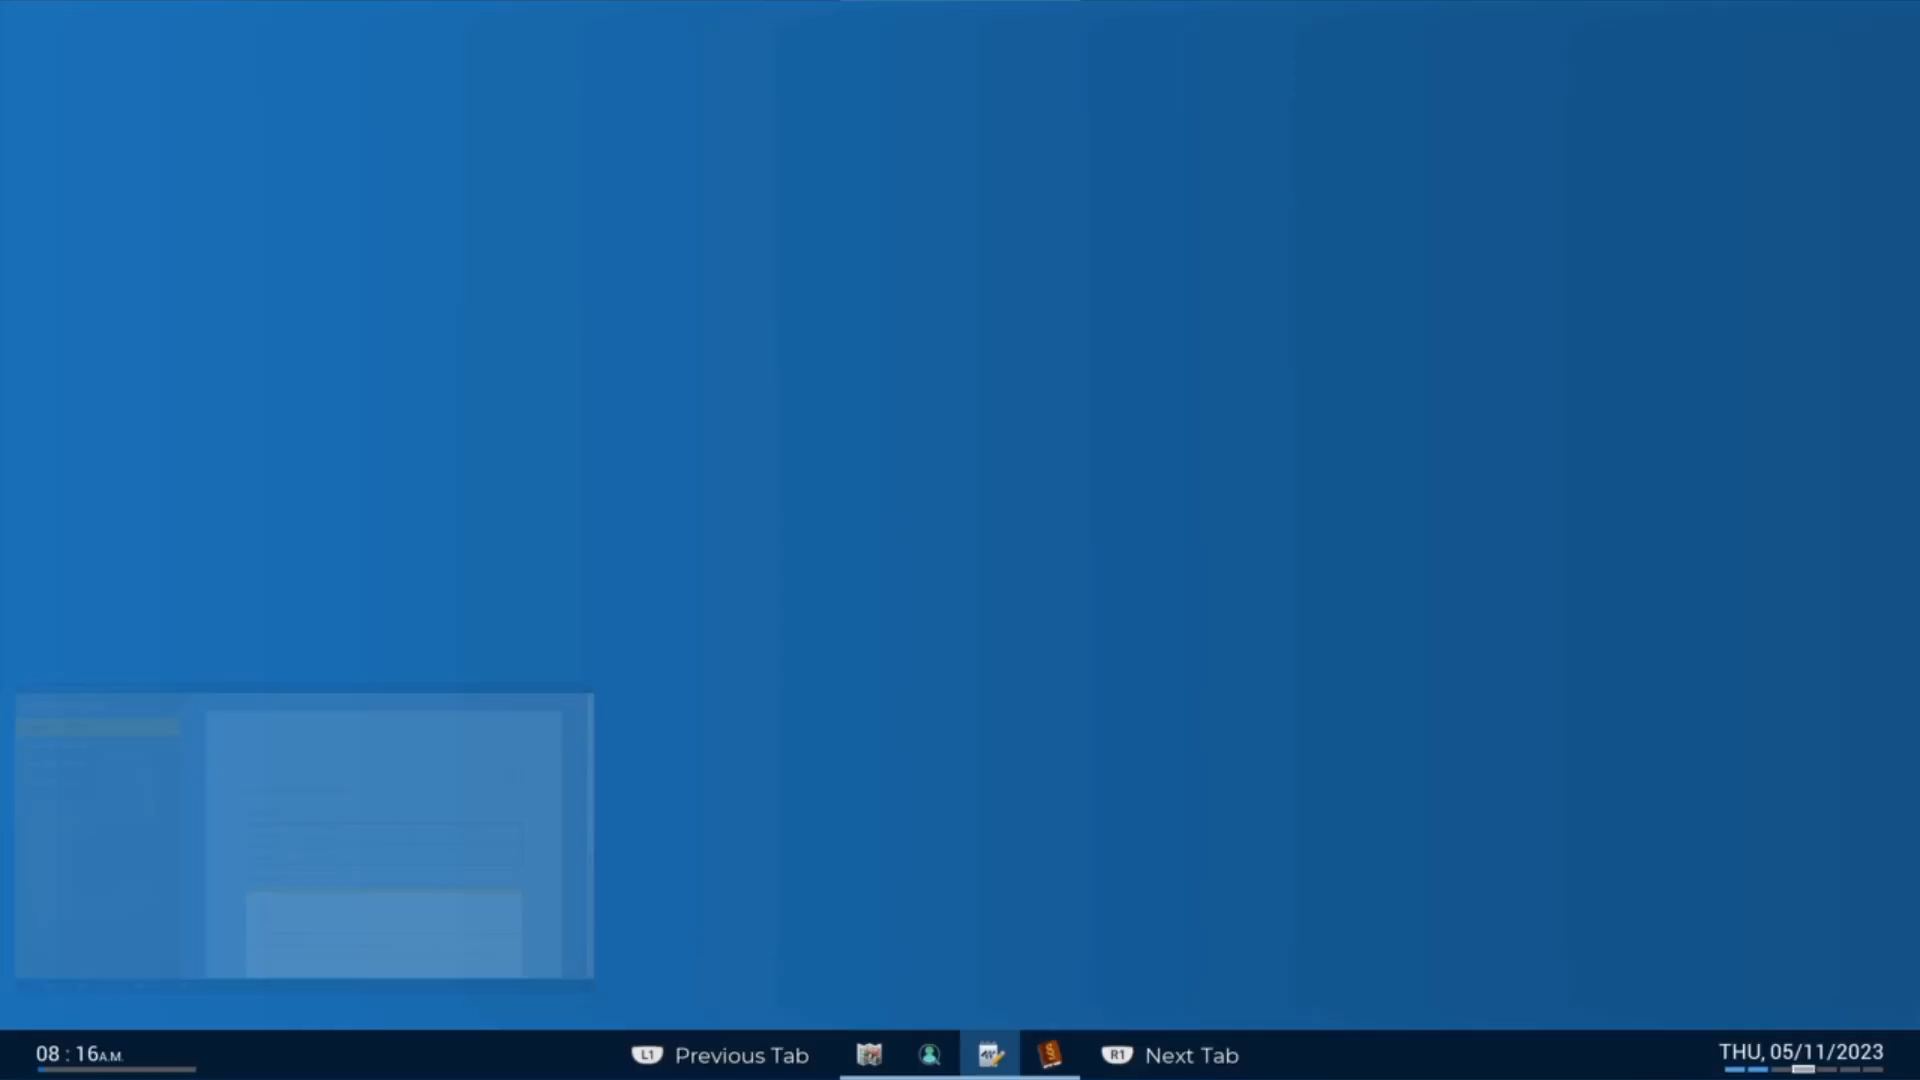 08 : 16A.M.
L1 Previous Tab
R1 Next Tab
THU, 05/11/2023